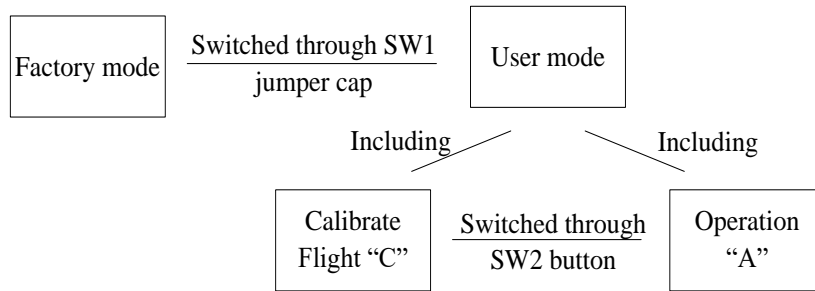 Factory mode
Switched through SW1
jumper cap
User mode
Including
Including
Calibrate
Flight “C”
Switched through
SW2 button
Operation
“A”